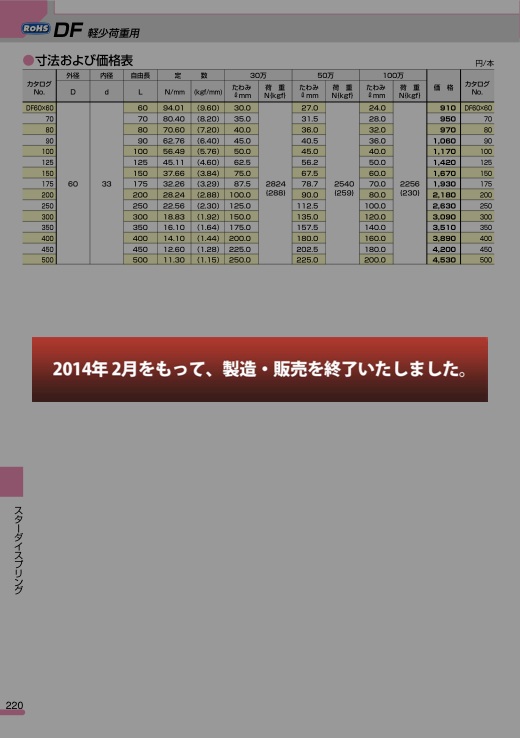 RoHS DF 軽少荷重用
●寸法および価格表
円/本
カタログNo. 外径 D 内径 d 自由長 L 定数 N/mm {kgf/mm} 30万 たわみ mm 荷重 N{kgf} 50万 たわみ mm 荷重 N{kgf} 100万 たわみ mm 荷重 N{kgf} 価格 カタログNo.
DF60×60 60 94.01 {9.60} 30.0 27.0 24.0 910 DF60×60
70 70 80.40 {8.20} 35.0 31.5 28.0 950 70
80 80 70.60 {7.20} 40.0 36.0 32.0 970 80
90 90 62.76 {6.40} 45.0 40.5 36.0 1,060 90
100 100 56.49 {5.76} 50.0 45.0 40.0 1,170 100
125 125 45.11 {4.60} 62.5 56.2 50.0 1,420 125
150 150 37.66 {3.84} 75.0 67.5 60.0 1,670 150
175 60 33 175 32.26 {3.29} 87.5 2824 {288} 78.7 2540 {259} 70.0 2256 {230} 1,930 175
200 200 28.24 {2.88} 100.0 90.0 80.0 2,180 200
250 250 22.56 {2.30} 125.0 112.5 100.0 2,630 250
300 300 18.83 {1.92} 150.0 135.0 120.0 3,090 300
350 350 16.10 {1.64} 175.0 157.5 140.0 3,510 350
400 400 14.10 {1.44} 200.0 180.0 160.0 3,890 400
450 450 12.60 {1.28} 225.0 202.5 180.0 4,200 450
500 500 11.30 {1.15} 250.0 225.0 200.0 4,530 500
2014年 2月をもって、製造・販売を終了いたしました。
スターダイスプリング
220